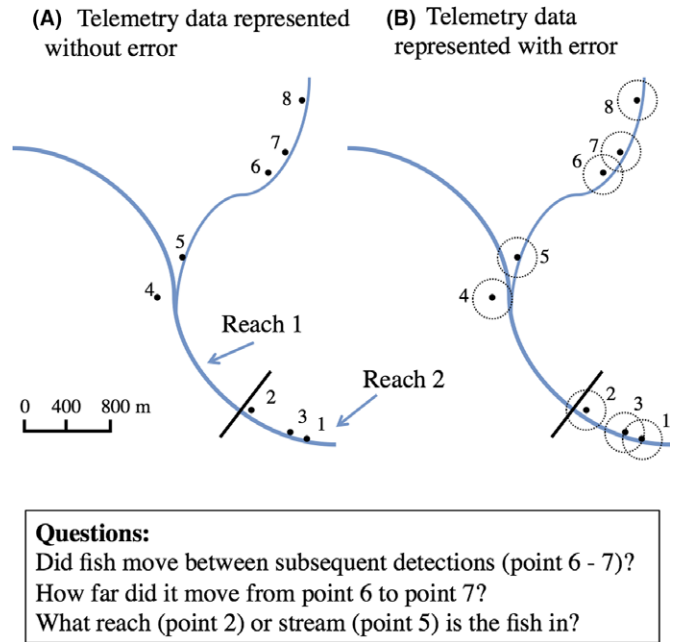 (A) Telemetry data represented
without error
(B) Telemetry data
represented with error
8
7
6
5
4
Reach 1
Reach 2
2
3
1
0 400 800 m
8
7
6
5
4
2
3
1
Questions:
Did fish move between subsequent detections (point 6 - 7)?
How far did it move from point 6 to point 7?
What reach (point 2) or stream (point 5) is the fish in?